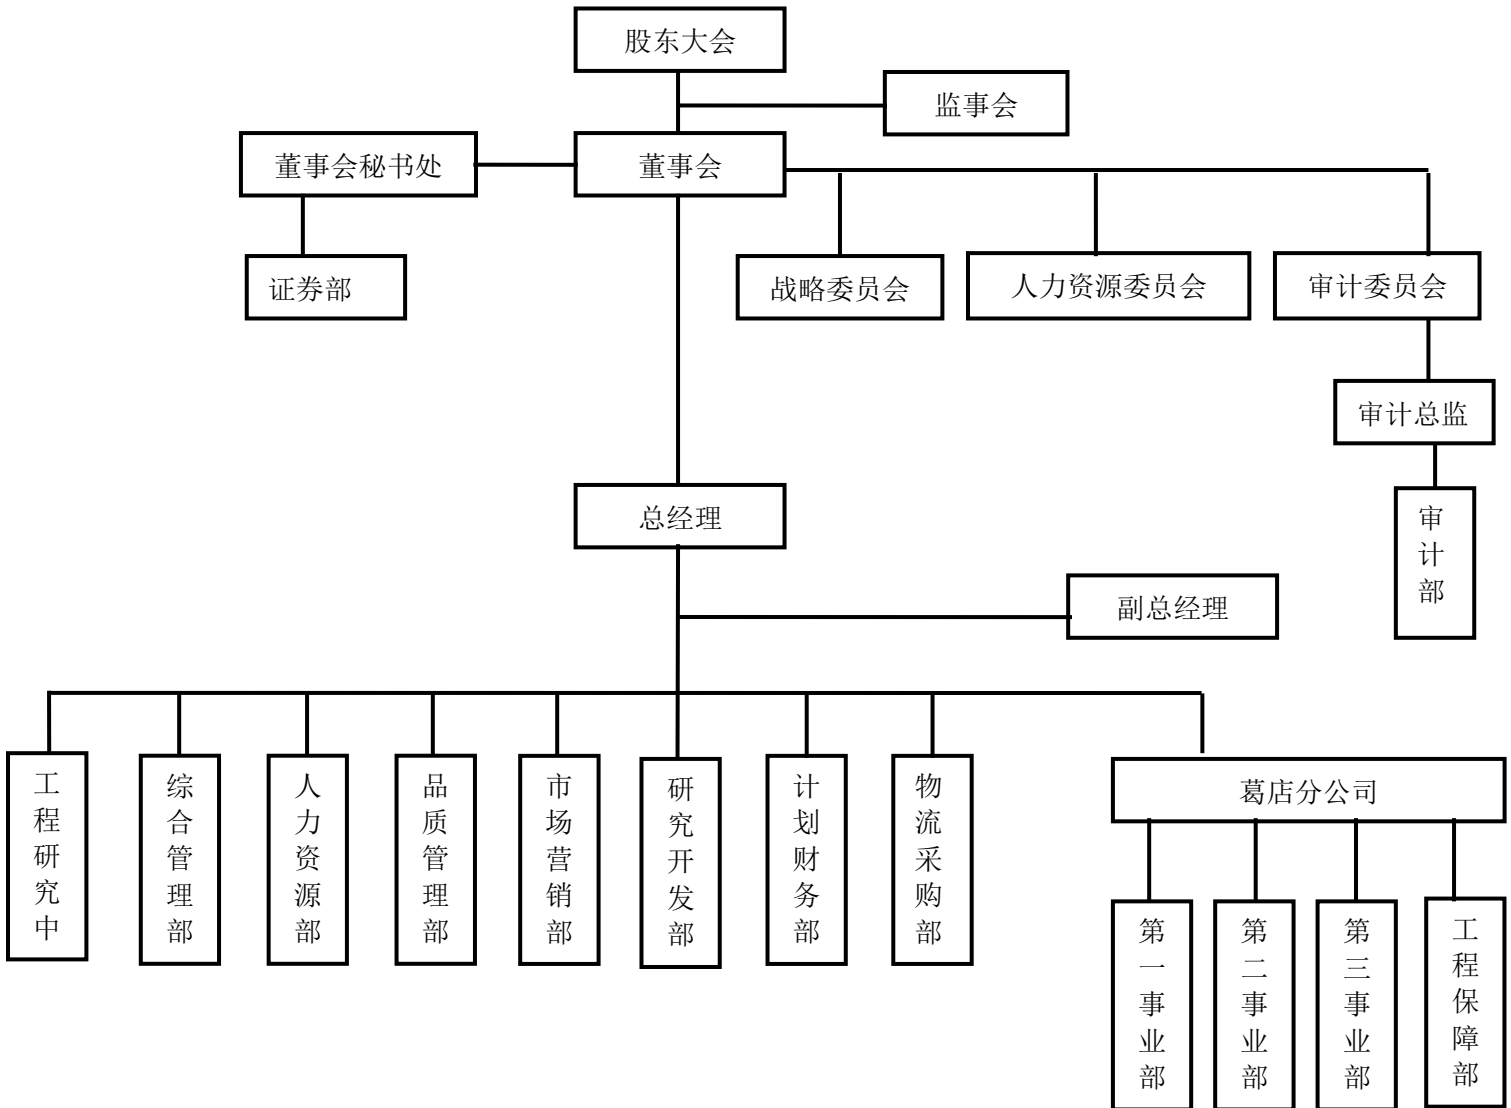 股东大会
监事会
董事会秘书处
董事会
证券部
战略委员会
人力资源委员会
审计委员会
审计总监
总经理
审计部
副总经理
工程研究中
综合管理部
人力资源部
品质管理部
市场营销部
研究开发部
计划财务部
物流采购部
葛店分公司
第一事业部
第二事业部
第三事业部
工程保障部